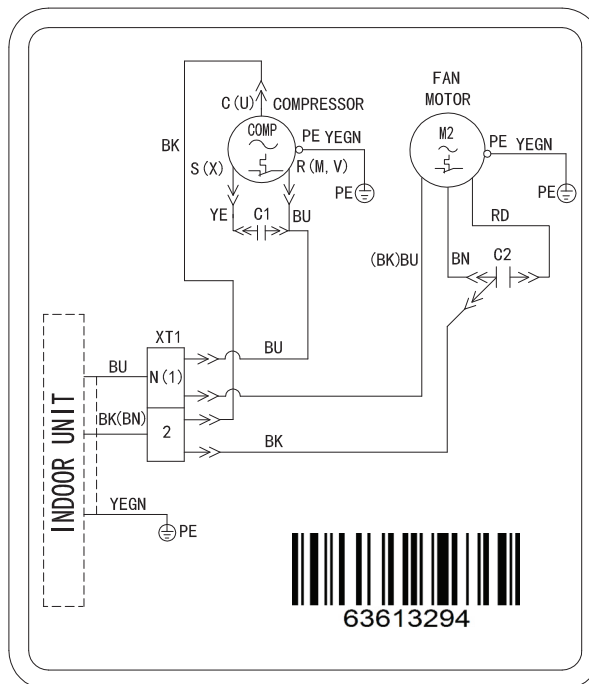 FAN
MOTOR
C(U) COMPRESSOR
COMP
M2
BK
PE YEGN
PE YEGN
S(X)
R(M, V)
PE
PE
YE
C1
BU
RD
(BK)BU
BN
C2
XT1
BU
BU
N(1)
BK(BN)
2
BK
INDOOR UNIT
YEGN
PE
63613294